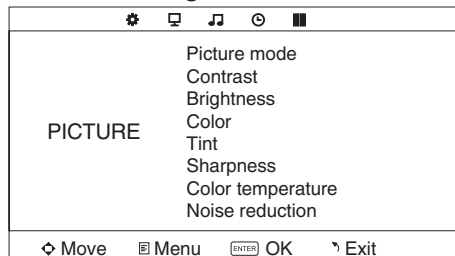 Picture mode
Contrast
Brightness
PICTURE
Color
Tint
Sharpness
Color temperature
Noise reduction
Move Menu ENTER OK Exit